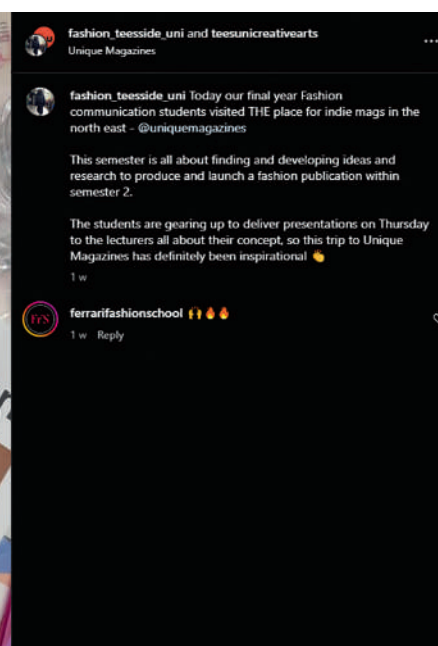 fashion_teesside_uni and teesunicreativearts
Unique Magazines
fashion_teesside_uni Today our final year Fashion
communication students visited THE place for indie mags in the
north east - @uniquemagazines
This semester is all about finding and developing ideas and
research to produce and launch a fashion publication within
semester 2.
The students are gearing up to deliver presentations on Thursday
to the lecturers all about their concept, so this trip to Unique
Magazines has definitely been inspirational 👏
1 w
FFS
ferrarifashionschool 🙌🔥🔥
1 w Reply